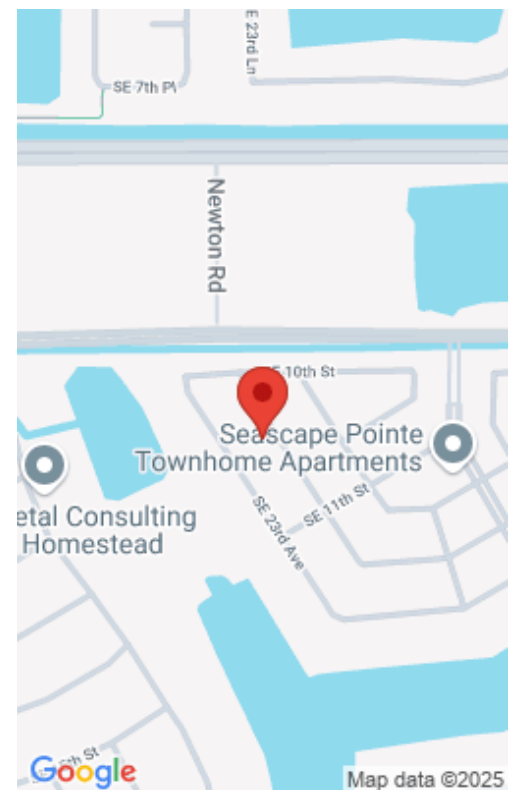 SE 23rd Ln
SE 7th Pl
Newton Rd
10th St
Seascape Pointe
Townhome Apartments
SE 11th St
SE 23rd Ave
etal Consulting
Homestead
St
Google
Map data ©2025